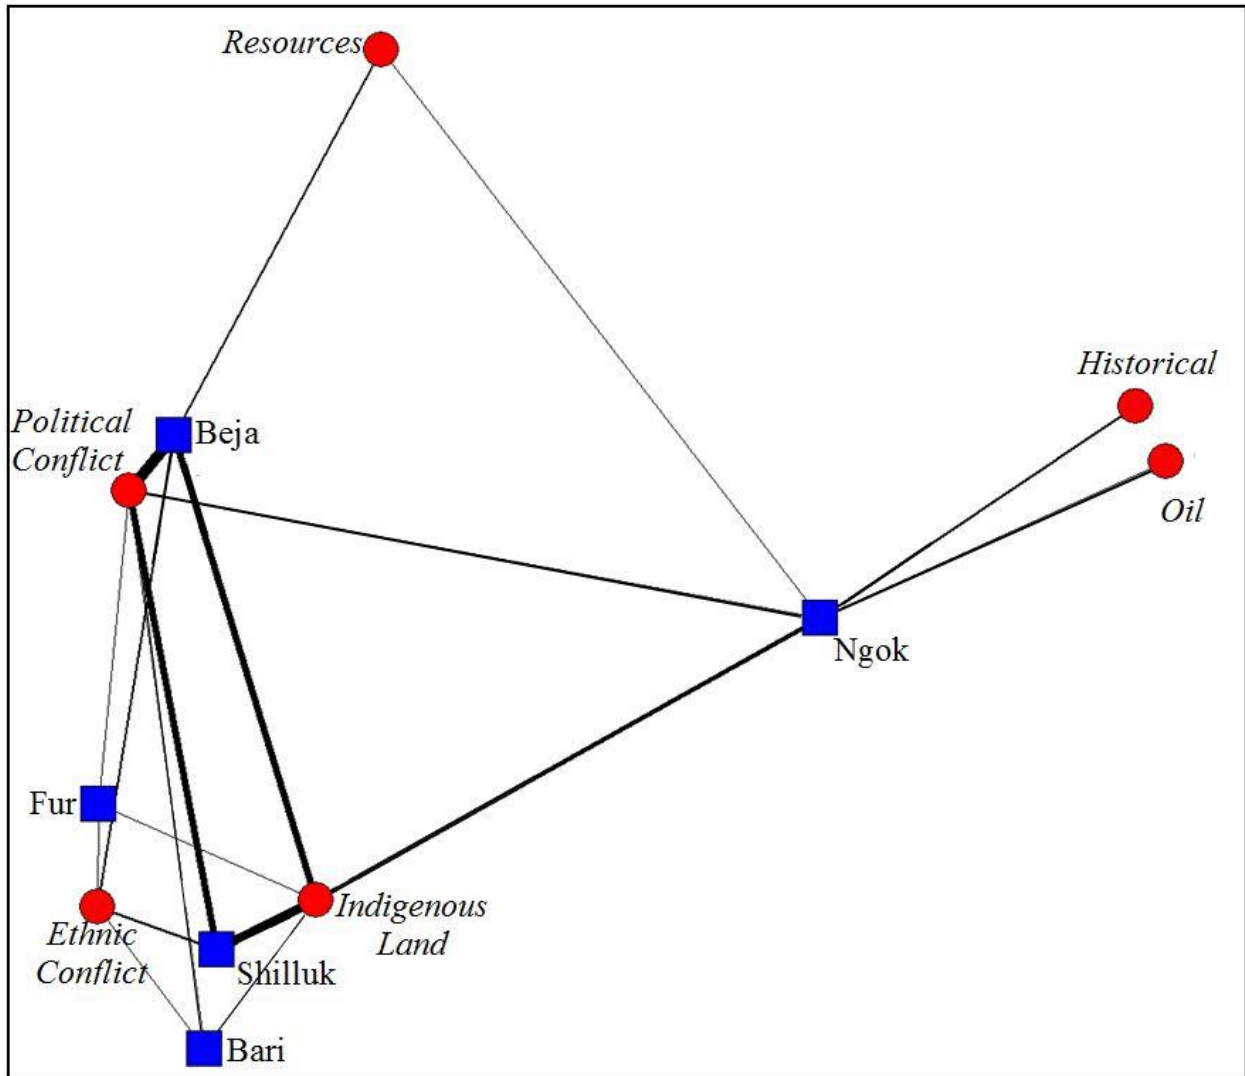 Resources
Historical
Political
Conflict
Beja
Oil
Ngok
Fur
Indigenous
Land
Ethnic
Conflict
Shilluk
Bari